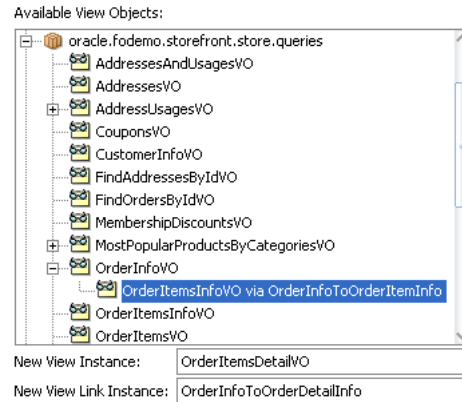 Available View Objects:
oracle.fodemo.storefront.store.queries
AddressesAndUsagesVO
AddressesVO
AddressUsagesVO
CouponsVO
CustomerInfoVO
FindAddressesByIdVO
FindOrdersByIdVO
MembershipDiscountsVO
MostPopularProductsByCategoriesVO
OrderInfoVO
OrderItemsInfoVO via OrderInfoToOrderItemInfo
OrderItemsInfoVO
OrderItemsVO
New View Instance: OrderItemsDetailVO
New View Link Instance: OrderInfoToOrderDetailInfo